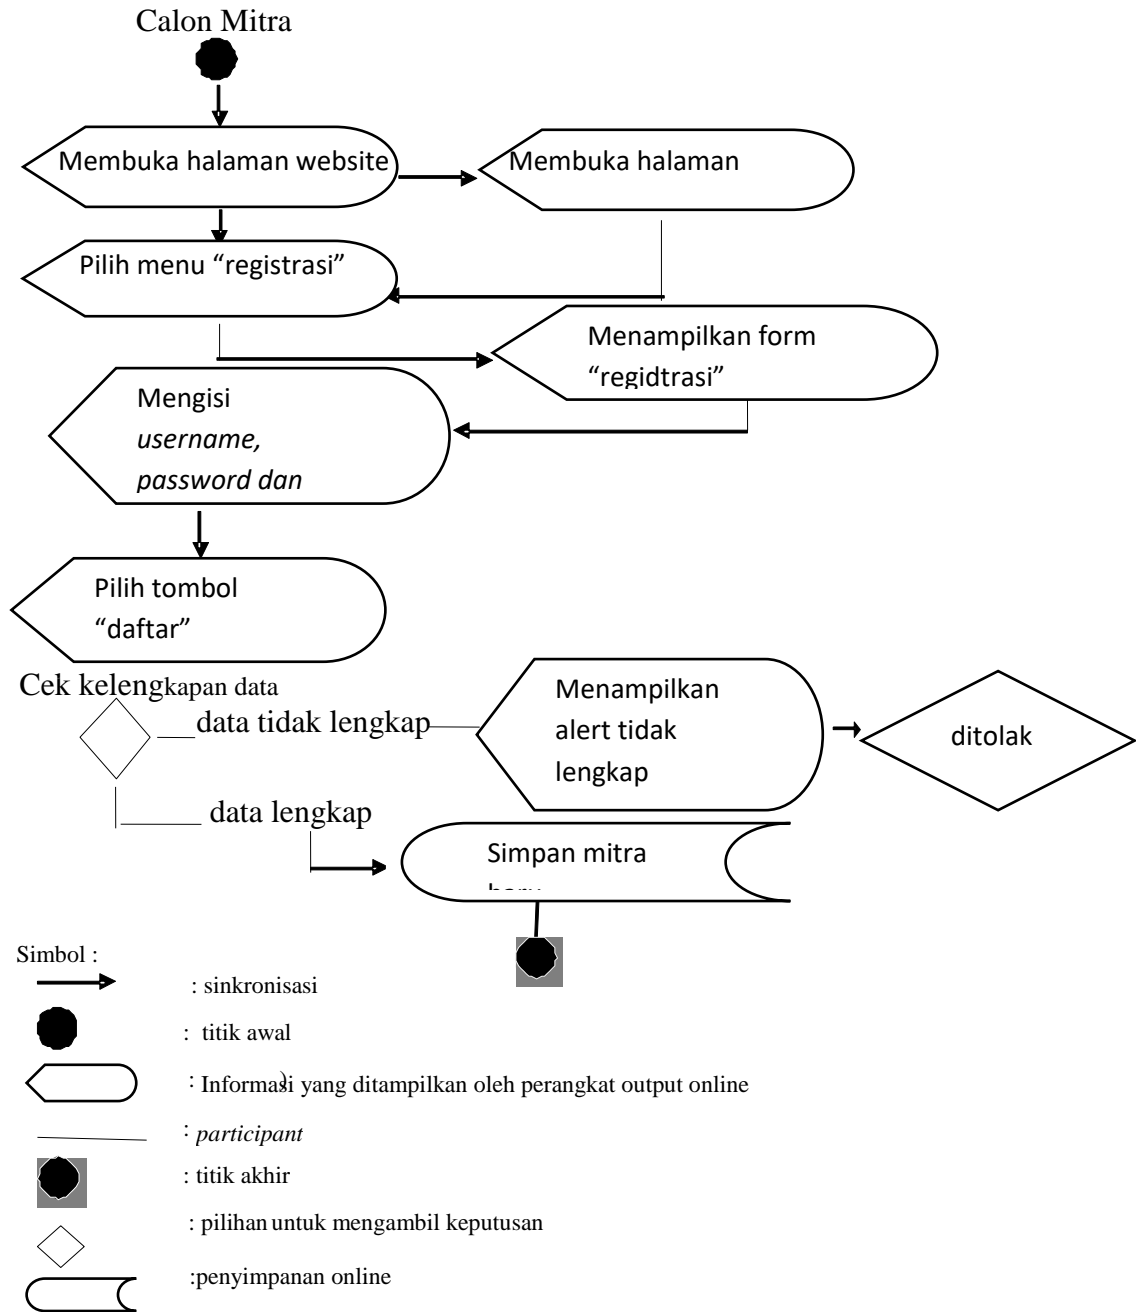 Calon Mitra
Membuka halaman website
Membuka halaman
Pilih menu “registrasi”
Menampilkan form
“regidtrasi”
Mengisi
username,
password dan
Pilih tombol
“daftar”
Cek kelengkapan data
data tidak lengkap
Menampilkan
alert tidak
lengkap
ditolak
data lengkap
Simpan mitra
Simbol :
: sinkronisasi
: titik awal
: Informasi yang ditampilkan oleh perangkat output online
: participant
: titik akhir
: pilihan untuk mengambil keputusan
:penyimpanan online